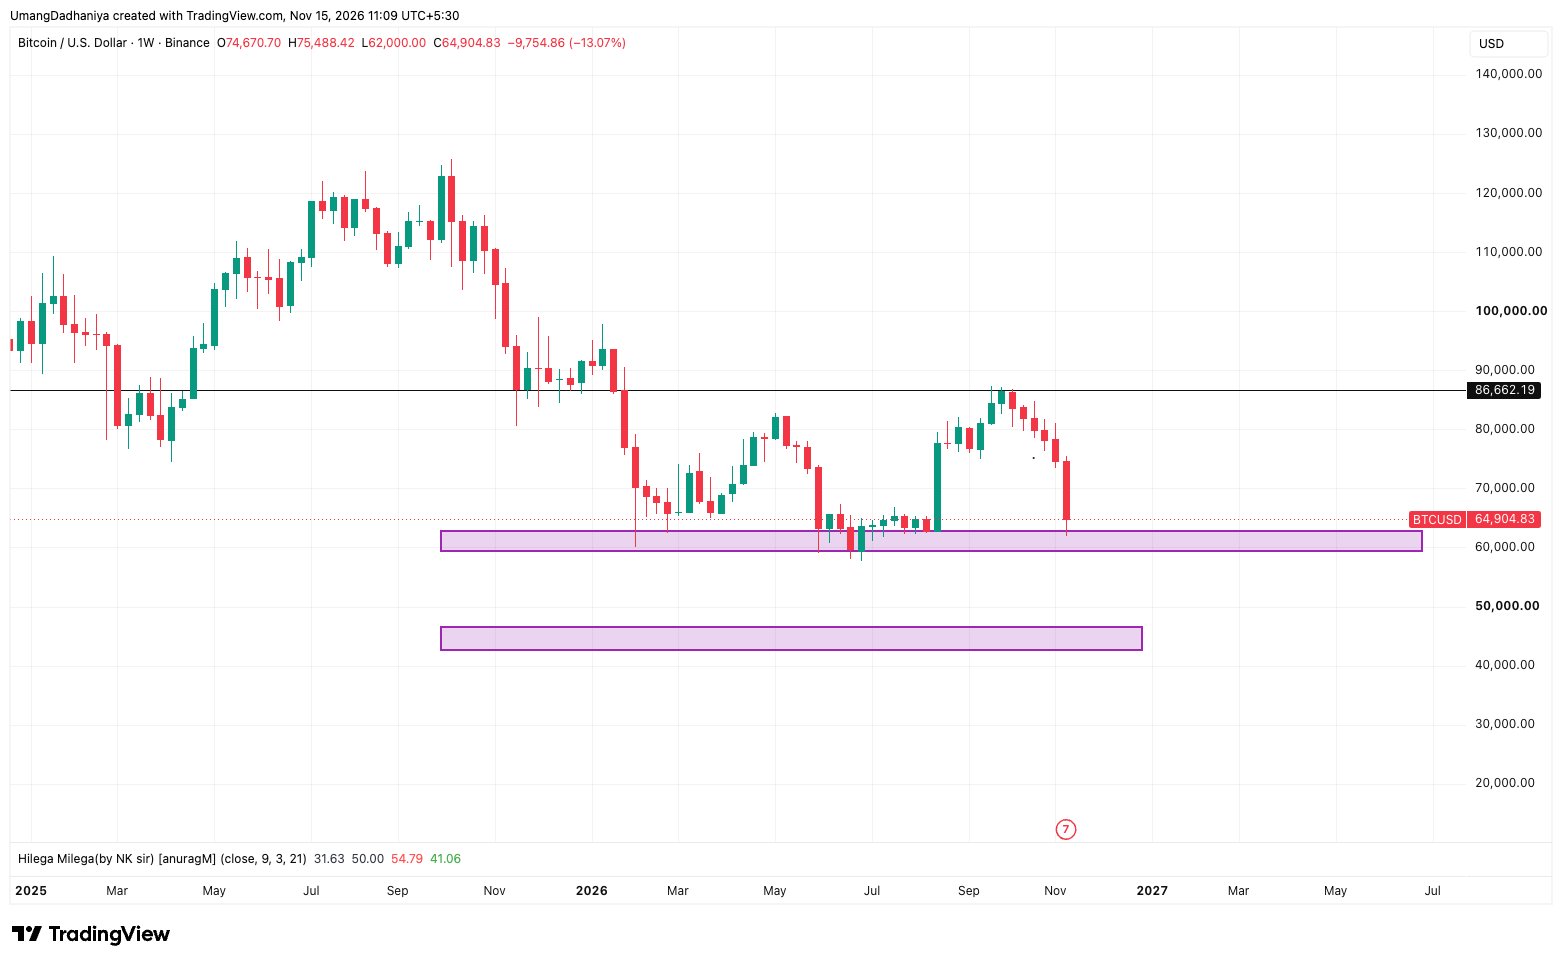 UmangDadhaniya created with TradingView.com, Nov 15, 2026 11:09 UTC+5:30
Bitcoin / U.S. Dollar · 1W · Binance O74,670.70 H75,488.42 L62,000.00 C64,904.83 −9,754.86 (−13.07%)
USD
140,000.00
130,000.00
120,000.00
110,000.00
100,000.00
90,000.00
86,662.19
80,000.00
70,000.00
BTCUSD 64,904.83
60,000.00
50,000.00
40,000.00
30,000.00
20,000.00
7
Hilega Milega(by NK sir) [anuragM] (close, 9, 3, 21) 31.63 50.00 54.79 41.06
2025 Mar May Jul Sep Nov 2026 Mar May Jul Sep Nov 2027 Mar May Jul
TradingView